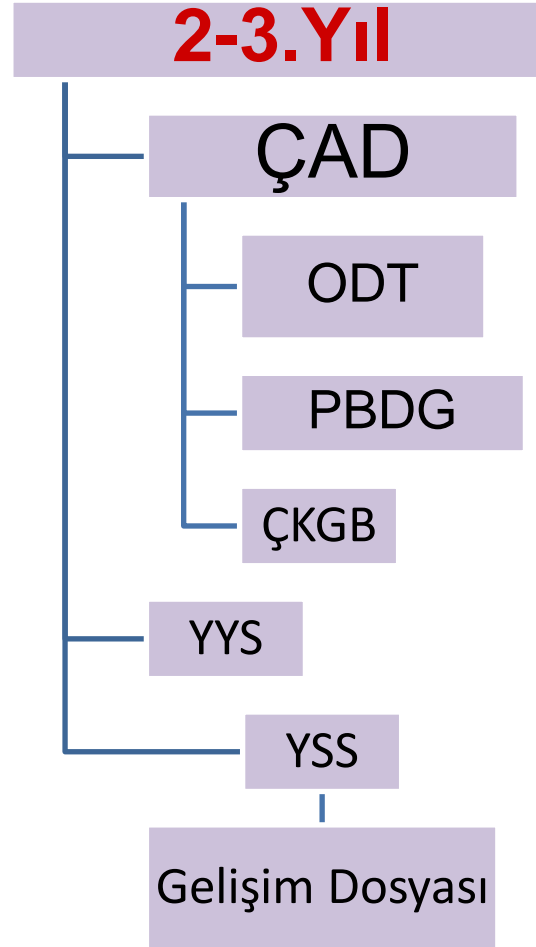 2-3.Yıl
ÇAD
ODT
PBDG
ÇKGB
YYS
YSS
Gelişim Dosyası